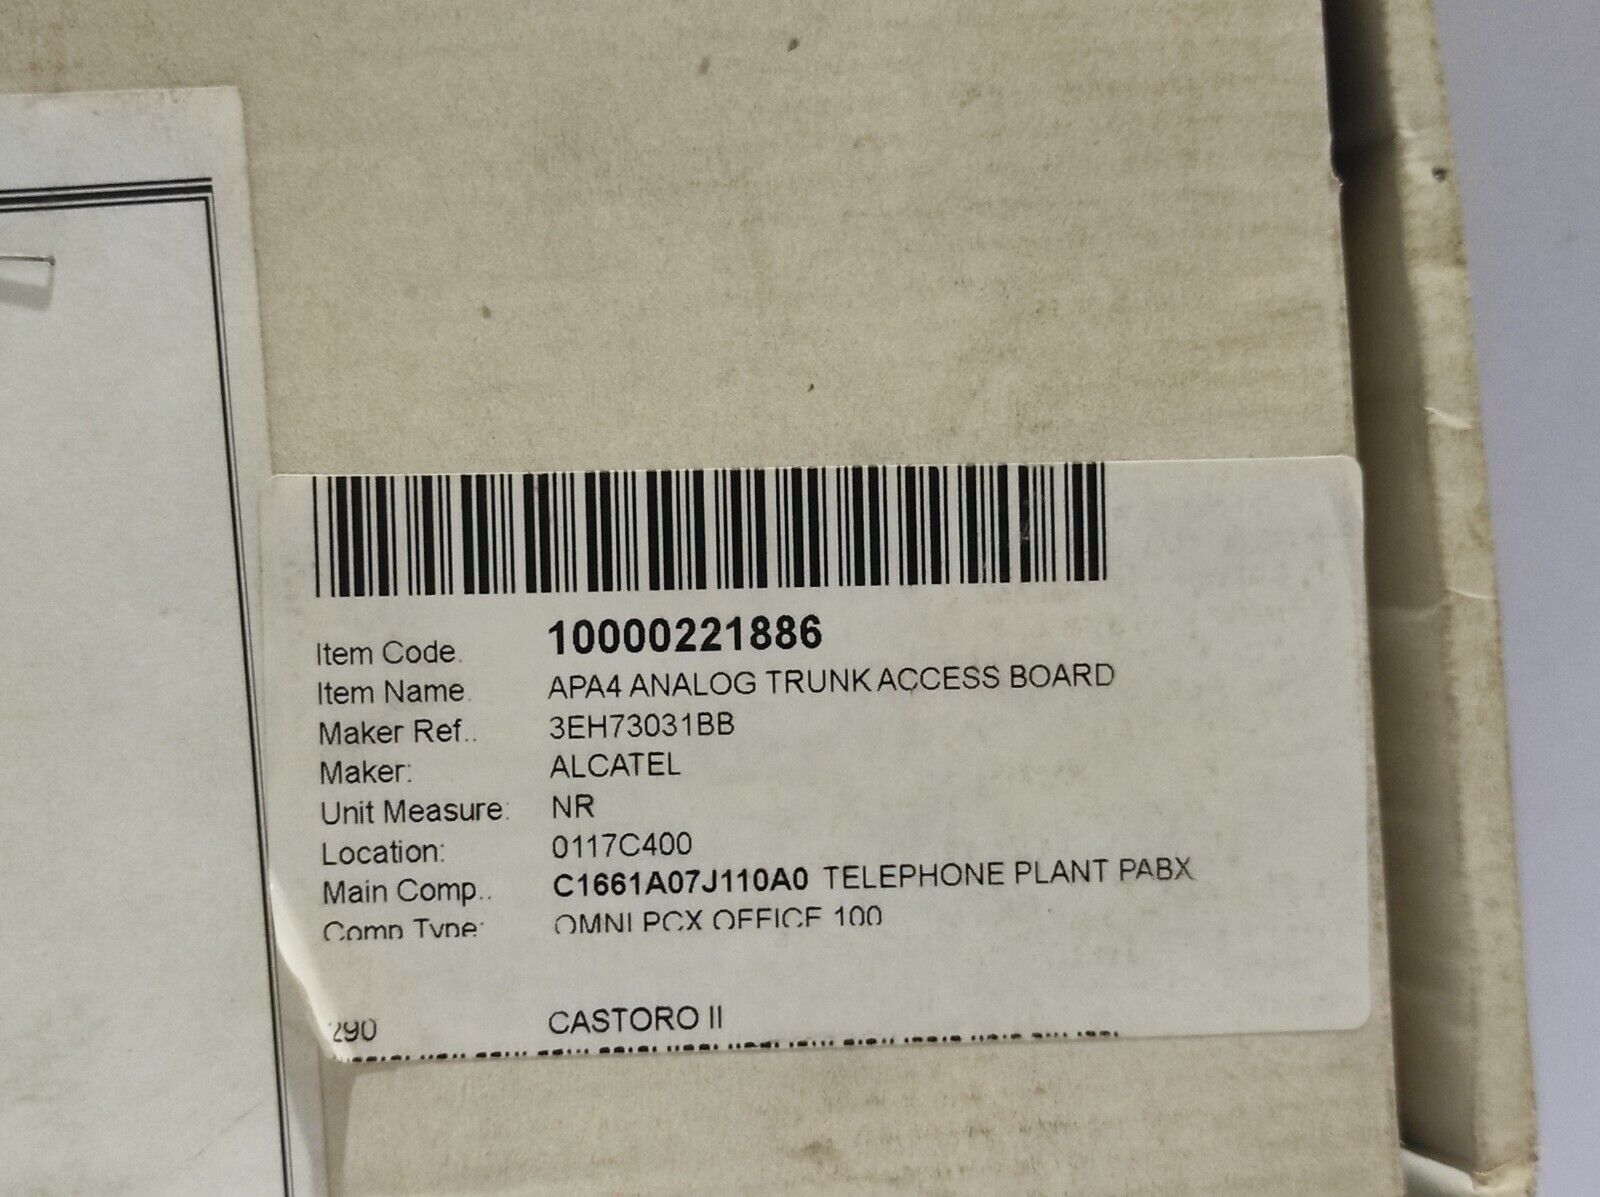 Item Code. 10000221886
Item Name. APA4 ANALOG TRUNK ACCESS BOARD
Maker Ref.. 3EH73031BB
Maker: ALCATEL
Unit Measure: NR
Location: 0117C400
Main Comp.. C1661A07J110A0 TELEPHONE PLANT PABX
Comp Type: OMNI PCX OFFICE 100
290 CASTORO II